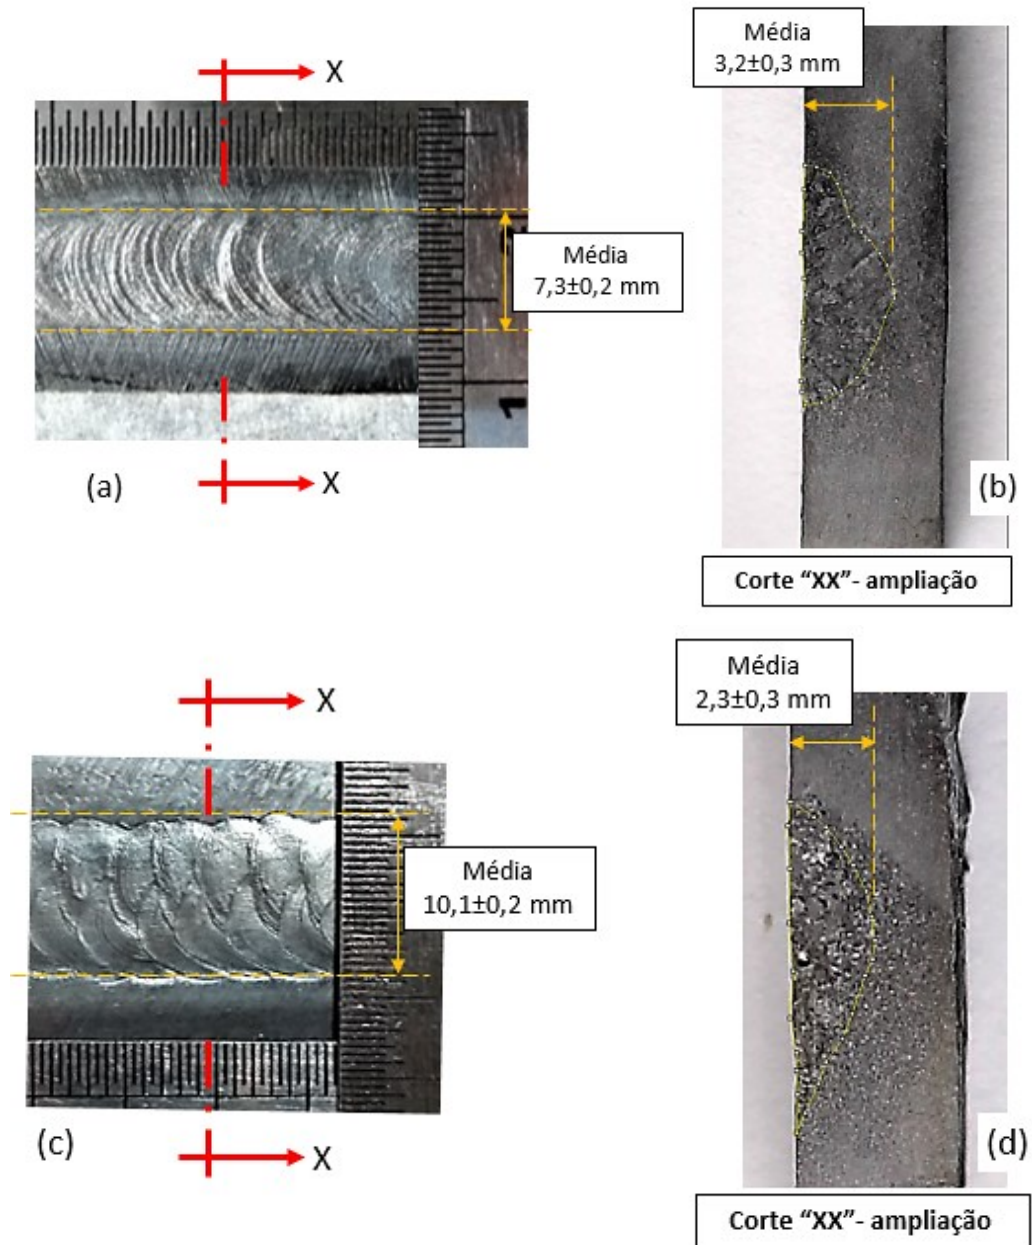 X
Média
7,3±0,2 mm
(a)
X
Média
3,2±0,3 mm
(b)
Corte “XX”- ampliação
X
Média
10,1±0,2 mm
(c)
X
Média
2,3±0,3 mm
(d)
Corte “XX”- ampliação